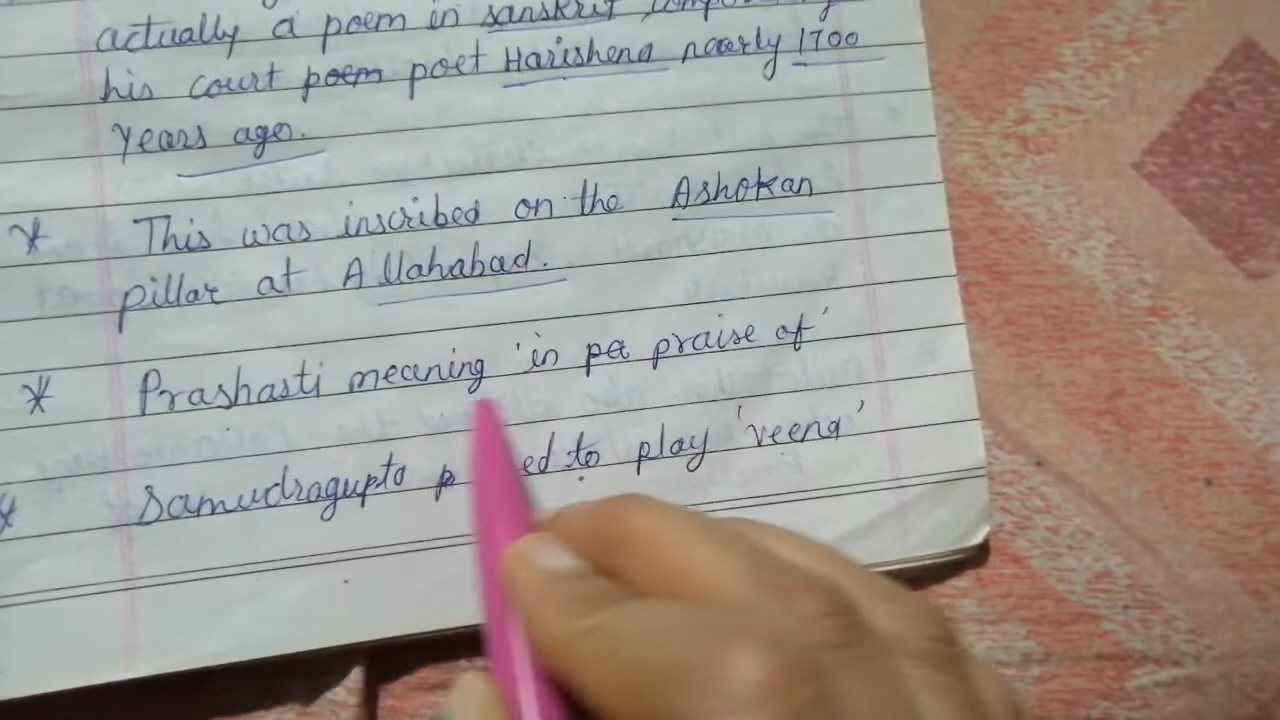 actually a poem in sanskrit
his court poem poet Harishena nearly 1700
years ago.
* This was inscribed on the Ashokan
pillar at Allahabad.
* Prashasti meaning 'in pa praise of'
* Samudragupta p ed to play 'veena'